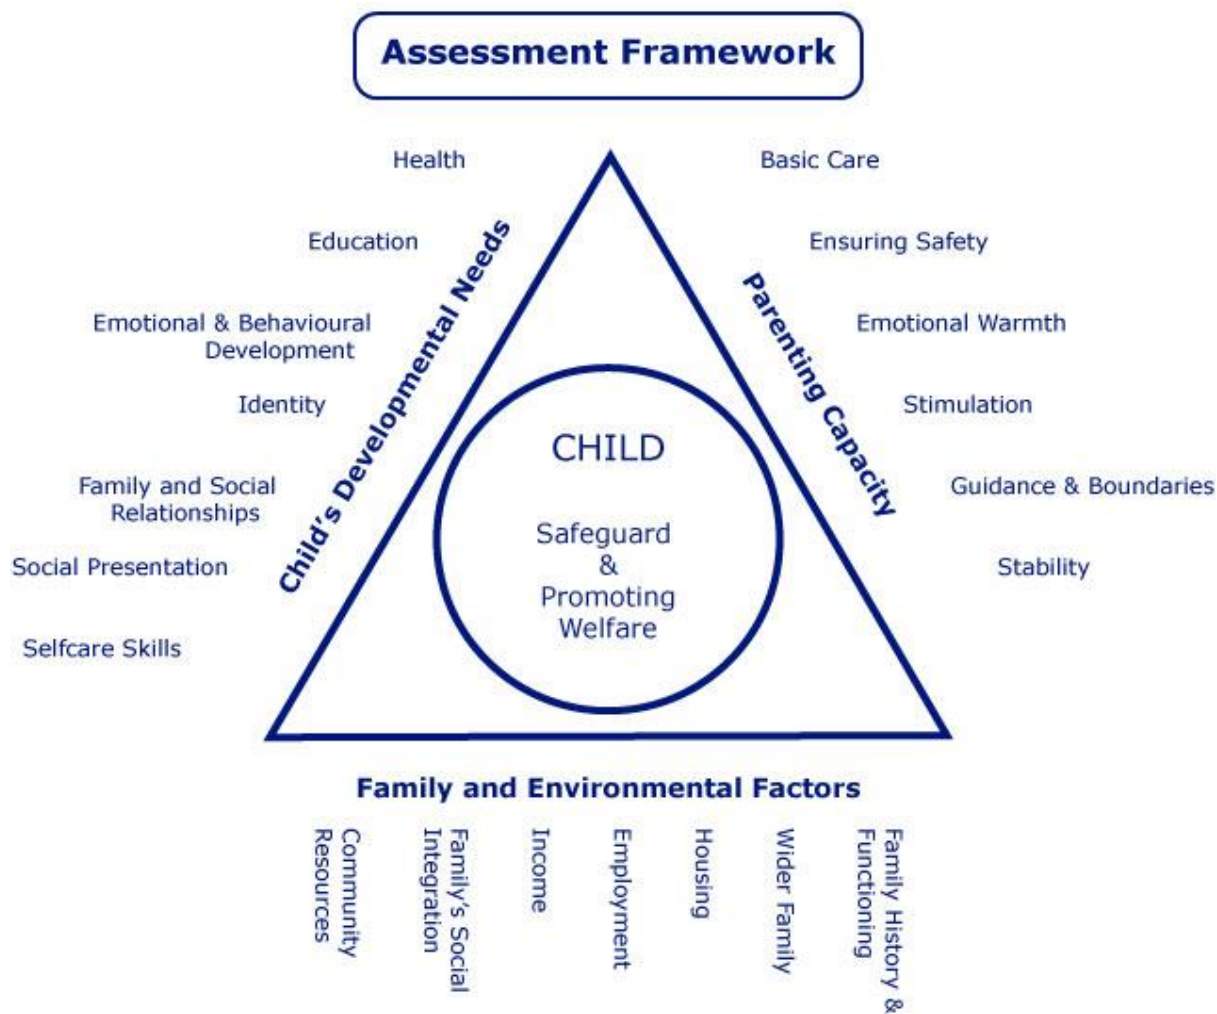 Assessment Framework
Health
Education
Emotional & Behavioural
Development
Identity
Family and Social
Relationships
Social Presentation
Selfcare Skills
Child's Developmental Needs
CHILD
Safeguard
&
Promoting
Welfare
Parenting Capacity
Basic Care
Ensuring Safety
Emotional Warmth
Stimulation
Guidance & Boundaries
Stability
Family and Environmental Factors
Community
Resources
Family's Social
Integration
Income
Employment
Housing
Wider Family
Family History &
Functioning